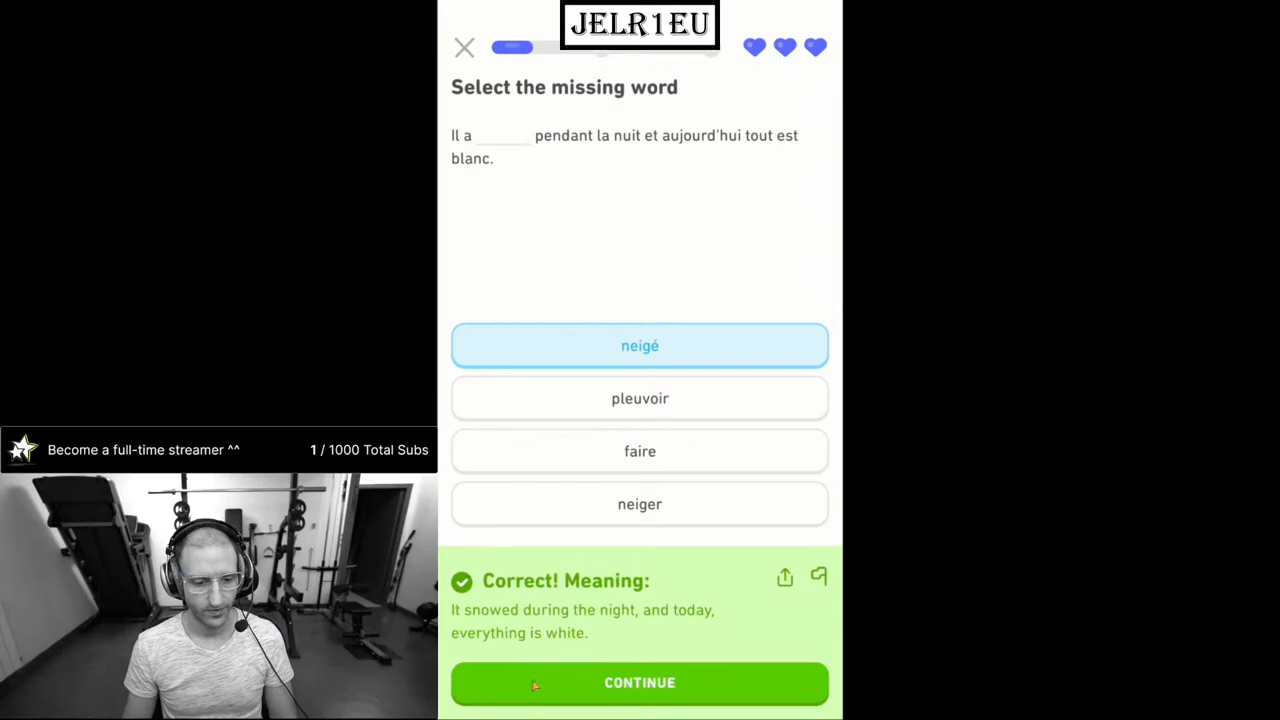 JELR1EU
Select the missing word
Il a ______ pendant la nuit et aujourd'hui tout est
blanc.
neigé
pleuvoir
faire
neiger
Become a full-time streamer ^^ 1 / 1000 Total Subs
Correct! Meaning:
It snowed during the night, and today,
everything is white.
CONTINUE